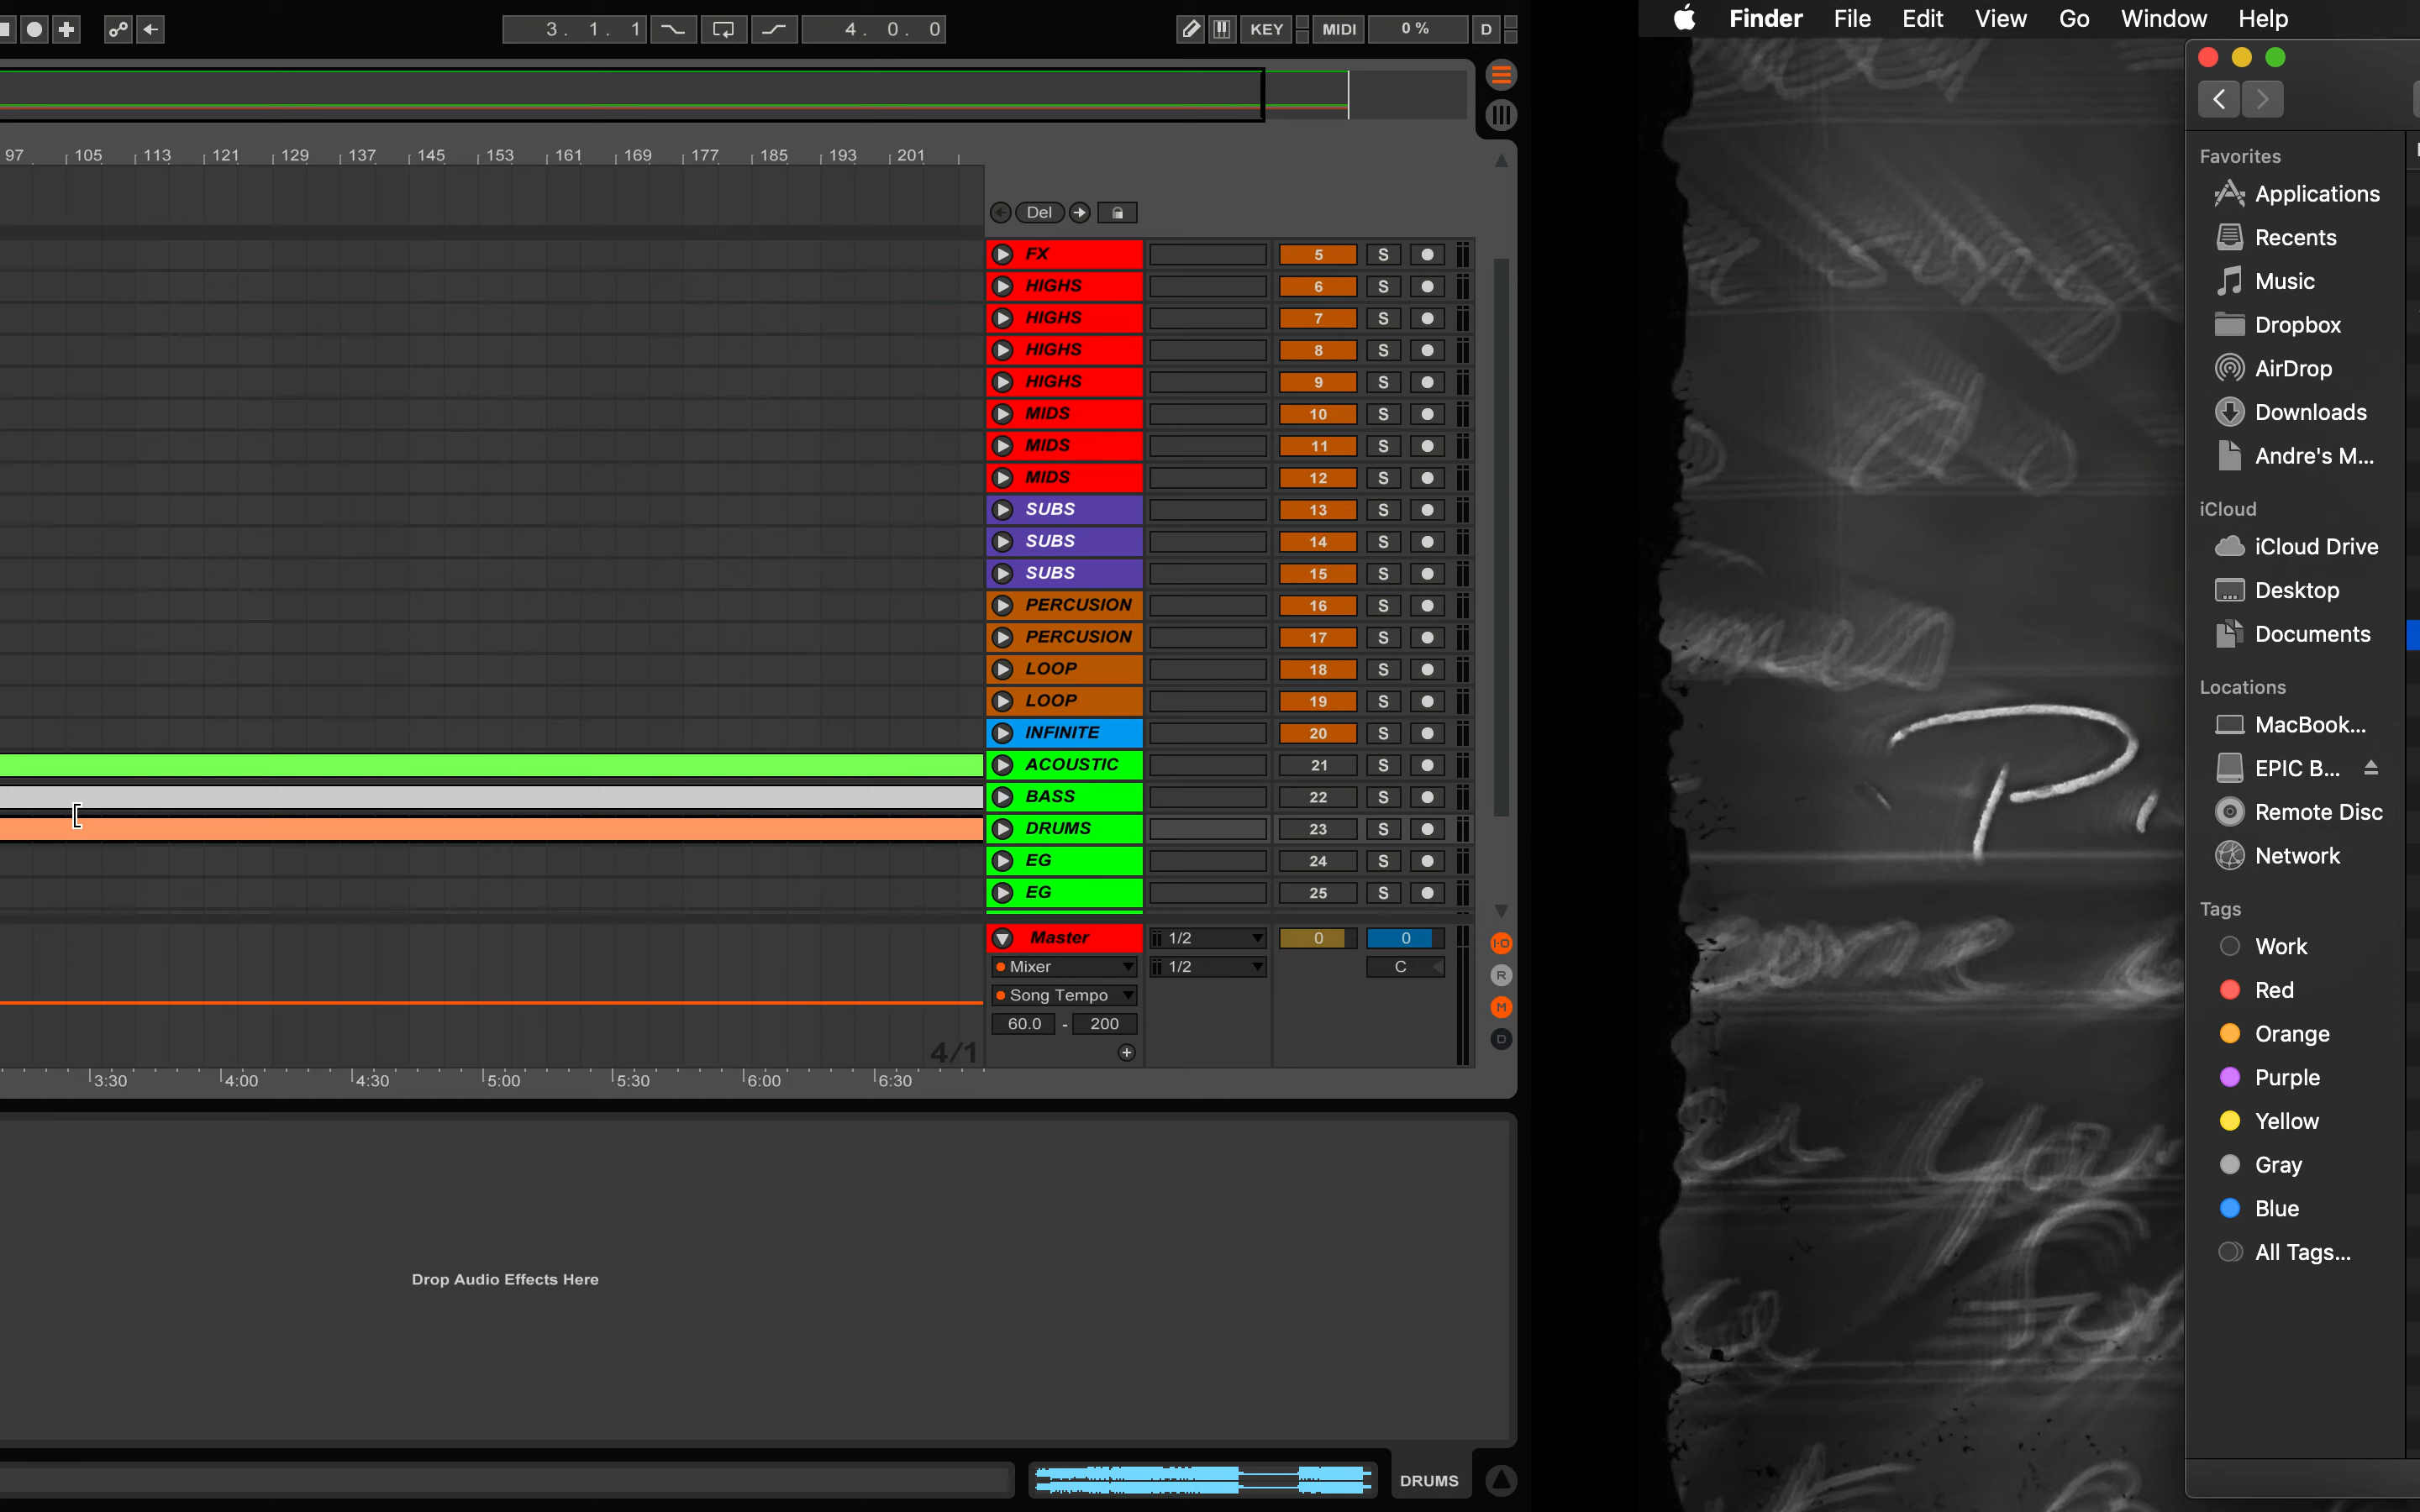 3. 1. 1
4. 0. 0
KEY
MIDI
0 %
D
97 105 113 121 129 137 145 153 161 169 177 185 193 201
Del
FX 5 S
HIGHS 6 S
HIGHS 7 S
HIGHS 8 S
HIGHS 9 S
MIDS 10 S
MIDS 11 S
MIDS 12 S
SUBS 13 S
SUBS 14 S
SUBS 15 S
PERCUSION 16 S
PERCUSION 17 S
LOOP 18 S
LOOP 19 S
INFINITE 20 S
ACOUSTIC 21 S
BASS 22 S
DRUMS 23 S
EG 24 S
EG 25 S
Master 1/2 0 0
Mixer 1/2 C
Song Tempo
60.0 - 200
4/1
I-O
R
M
D
3:30 4:00 4:30 5:00 5:30 6:00 6:30
Drop Audio Effects Here
DRUMS
Finder File Edit View Go Window Help
Favorites
Applications
Recents
Music
Dropbox
AirDrop
Downloads
Andre's M...
iCloud
iCloud Drive
Desktop
Documents
Locations
MacBook...
EPIC B...
Remote Disc
Network
Tags
Work
Red
Orange
Purple
Yellow
Gray
Blue
All Tags...
P.